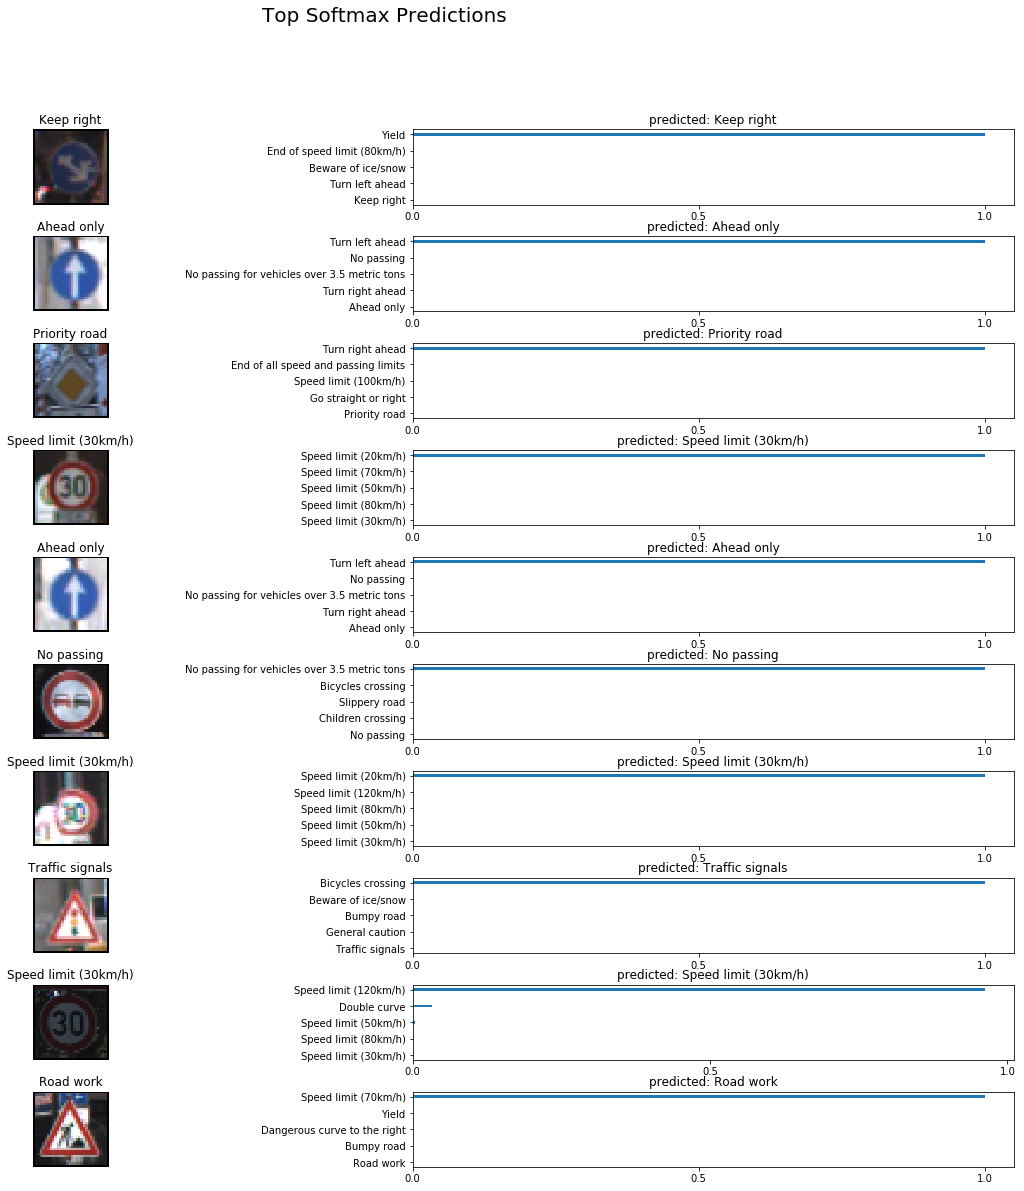 Top Softmax Predictions
Keep right
predicted: Keep right
Yield
End of speed limit (80km/h)
Beware of ice/snow
Turn left ahead
Keep right
0.0 0.5 1.0
Ahead only
predicted: Ahead only
Turn left ahead
No passing
No passing for vehicles over 3.5 metric tons
Turn right ahead
Ahead only
0.0 0.5 1.0
Priority road
predicted: Priority road
Turn right ahead
End of all speed and passing limits
Speed limit (100km/h)
Go straight or right
Priority road
0.0 0.5 1.0
Speed limit (30km/h)
predicted: Speed limit (30km/h)
30
Speed limit (20km/h)
Speed limit (70km/h)
Speed limit (50km/h)
Speed limit (80km/h)
Speed limit (30km/h)
0.0 0.5 1.0
Ahead only
predicted: Ahead only
Turn left ahead
No passing
No passing for vehicles over 3.5 metric tons
Turn right ahead
Ahead only
0.0 0.5 1.0
No passing
predicted: No passing
No passing for vehicles over 3.5 metric tons
Bicycles crossing
Slippery road
Children crossing
No passing
0.0 0.5 1.0
Speed limit (30km/h)
predicted: Speed limit (30km/h)
30
Speed limit (20km/h)
Speed limit (120km/h)
Speed limit (80km/h)
Speed limit (50km/h)
Speed limit (30km/h)
0.0 0.5 1.0
Traffic signals
predicted: Traffic signals
Bicycles crossing
Beware of ice/snow
Bumpy road
General caution
Traffic signals
0.0 0.5 1.0
Speed limit (30km/h)
predicted: Speed limit (30km/h)
30
Speed limit (120km/h)
Double curve
Speed limit (50km/h)
Speed limit (80km/h)
Speed limit (30km/h)
0.0 0.5 1.0
Road work
predicted: Road work
Speed limit (70km/h)
Yield
Dangerous curve to the right
Bumpy road
Road work
0.0 0.5 1.0